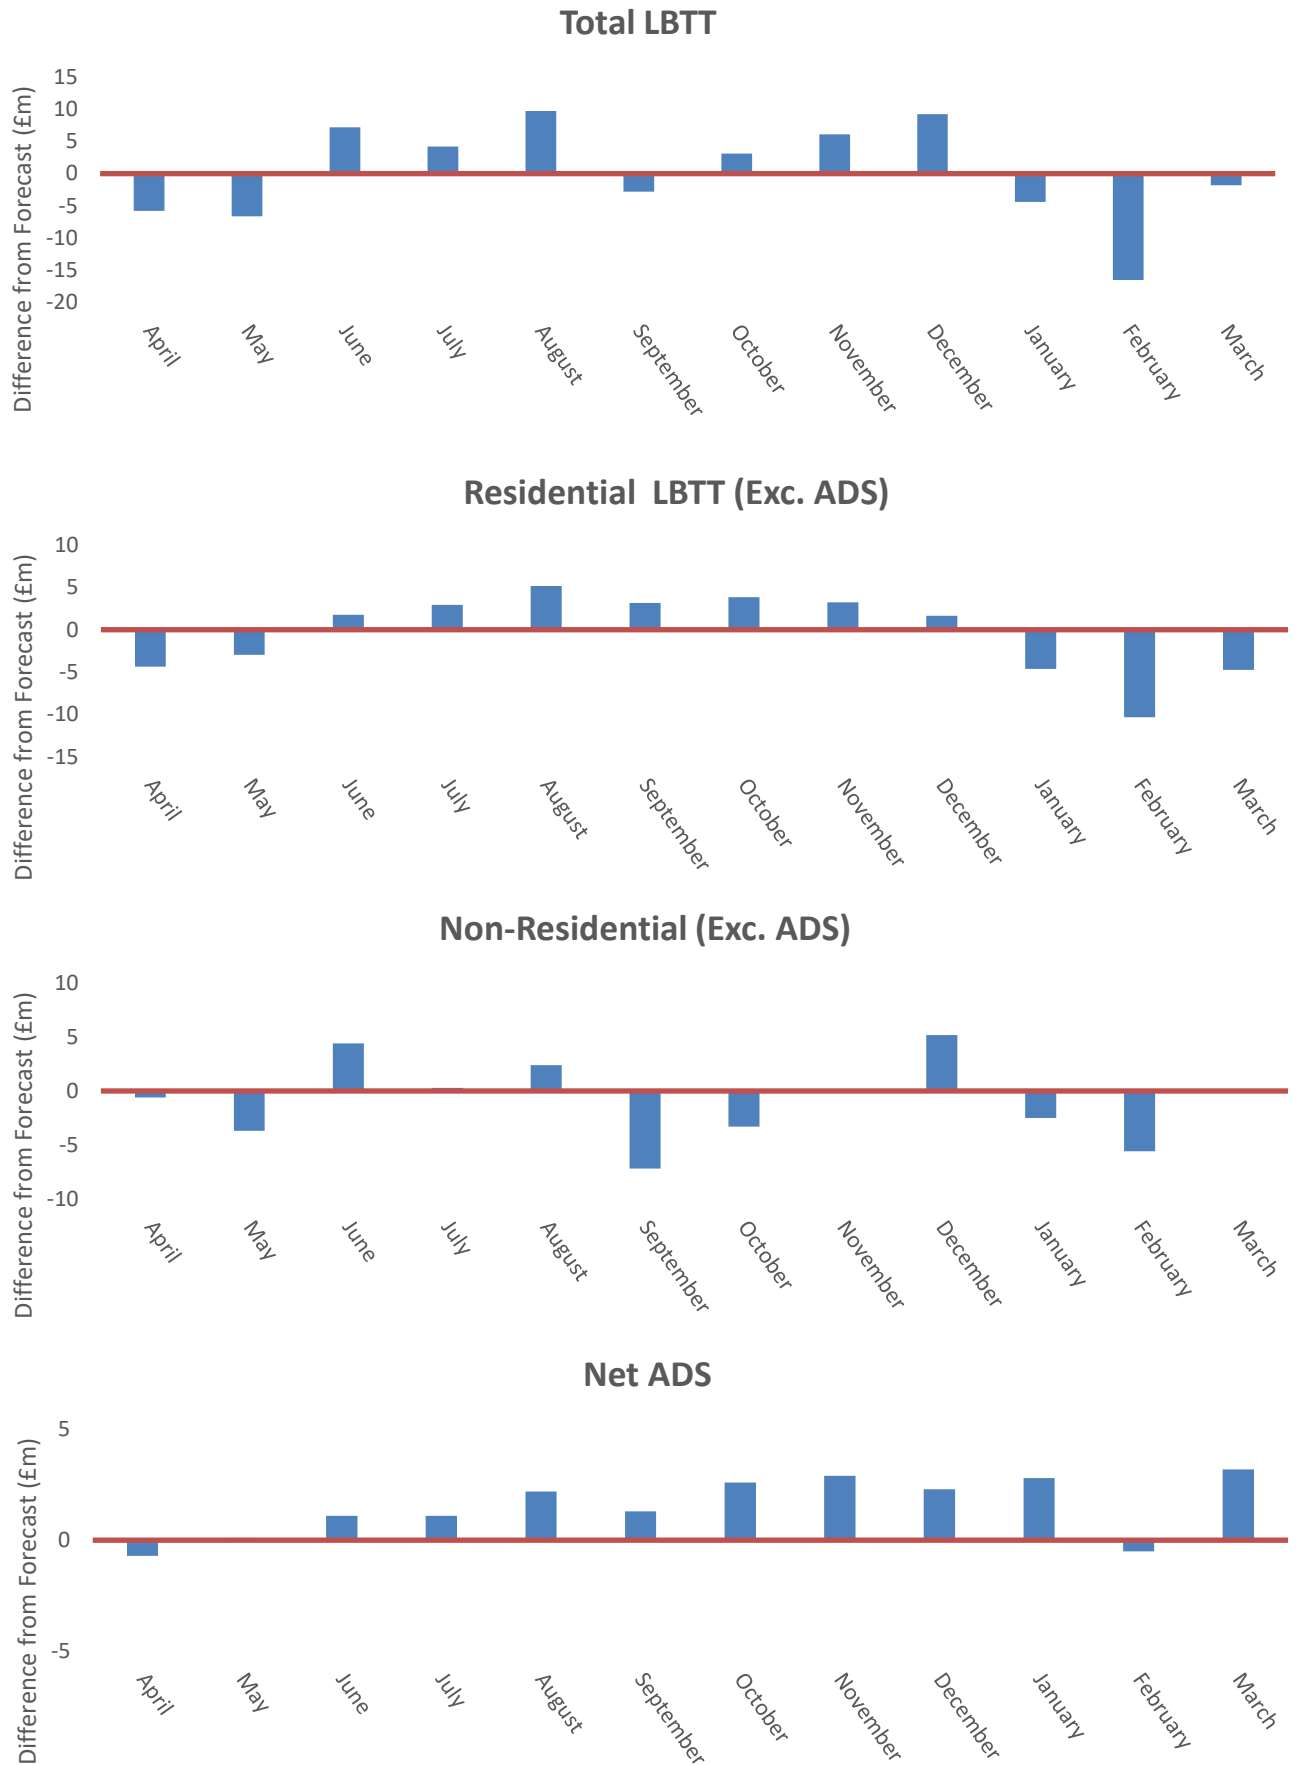 Total LBTT
Difference from Forecast (£m)
15
10
5
0
-5
-10
-15
-20
April
May
June
July
August
September
October
November
December
January
February
March
Residential  LBTT (Exc. ADS)
Difference from Forecast (£m)
10
5
0
-5
-10
-15
April
May
June
July
August
September
October
November
December
January
February
March
Non-Residential (Exc. ADS)
Difference from Forecast (£m)
10
5
0
-5
-10
April
May
June
July
August
September
October
November
December
January
February
March
Net ADS
Difference from Forecast (£m)
5
0
-5
April
May
June
July
August
September
October
November
December
January
February
March